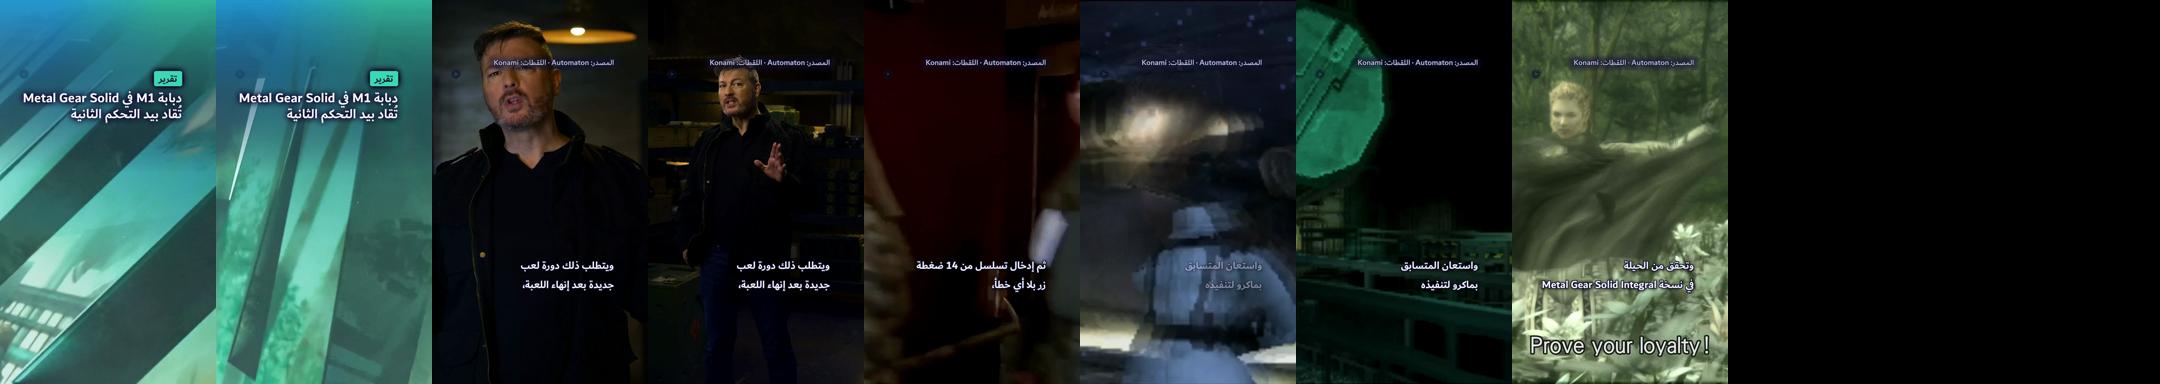 تقرير
دبابة M1 في Metal Gear Solid
تُقاد بيد التحكم الثانية
تقرير
دبابة M1 في Metal Gear Solid
تُقاد بيد التحكم الثانية
المصدر: Automaton · اللقطات: Konami
ويتطلب ذلك دورة لعب
جديدة بعد إنهاء اللعبة،
المصدر: Automaton · اللقطات: Konami
ويتطلب ذلك دورة لعب
جديدة بعد إنهاء اللعبة،
المصدر: Automaton · اللقطات: Konami
ثم إدخال تسلسل من 14 ضغطة
زر بلا أي خطأ،
المصدر: Automaton · اللقطات: Konami
واستعان المتسابق
بماكرو لتنفيذه
المصدر: Automaton · اللقطات: Konami
واستعان المتسابق
بماكرو لتنفيذه
المصدر: Automaton · اللقطات: Konami
وتحقق من الحيلة
في نسخة Metal Gear Solid Integral
Prove your loyalty!